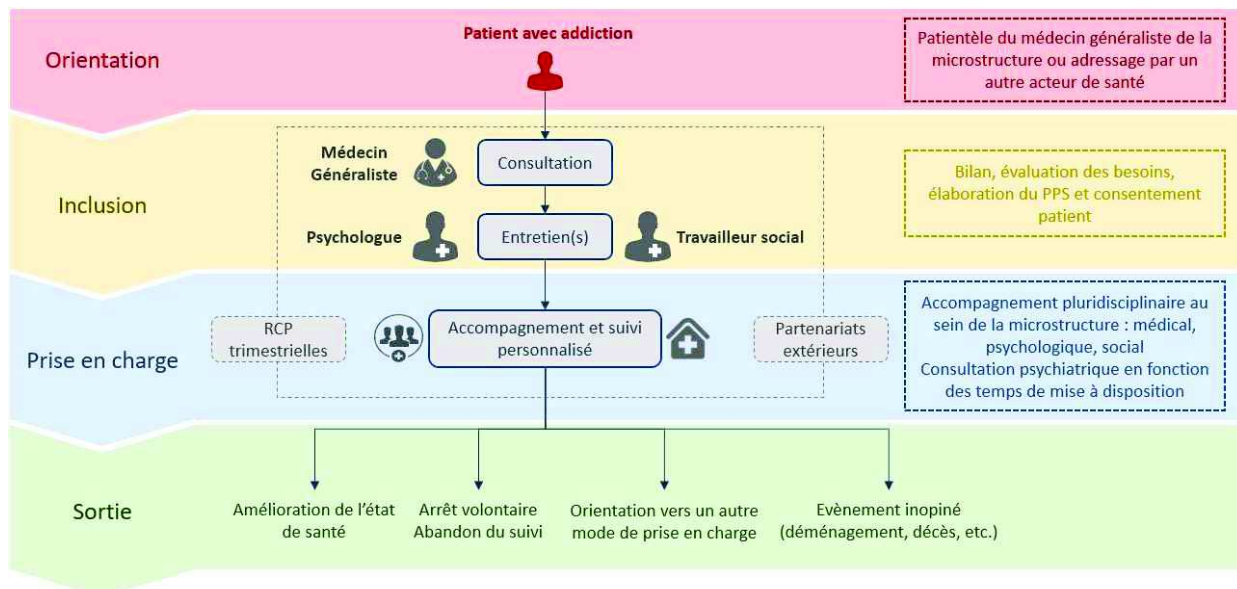 Orientation
Patient avec addiction
Patientèle du médecin généraliste de la
microstructure ou adressage par un
autre acteur de santé
Inclusion
Médecin
Généraliste
Consultation
Psychologue
Entretien(s)
Travailleur social
Bilan, évaluation des besoins,
élaboration du PPS et consentement
patient
Prise en charge
RCP
trimestrielles
Accompagnement et suivi
personnalisé
Partenariats
extérieurs
Accompagnement pluridisciplinaire au
sein de la microstructure : médical,
psychologique, social
Consultation psychiatrique en fonction
des temps de mise à disposition
Sortie
Amélioration de l'état
de santé
Arrêt volontaire
Abandon du suivi
Orientation vers un autre
mode de prise en charge
Evènement inopiné
(déménagement, décès, etc.)